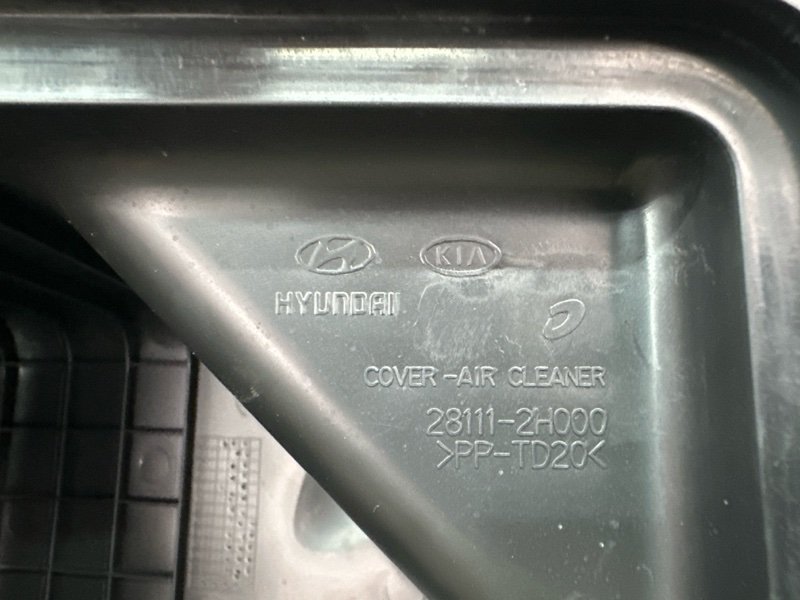 KIA
HYUNDAI
COVER-AIR CLEANER
28111-2H000
>PP-TD20<